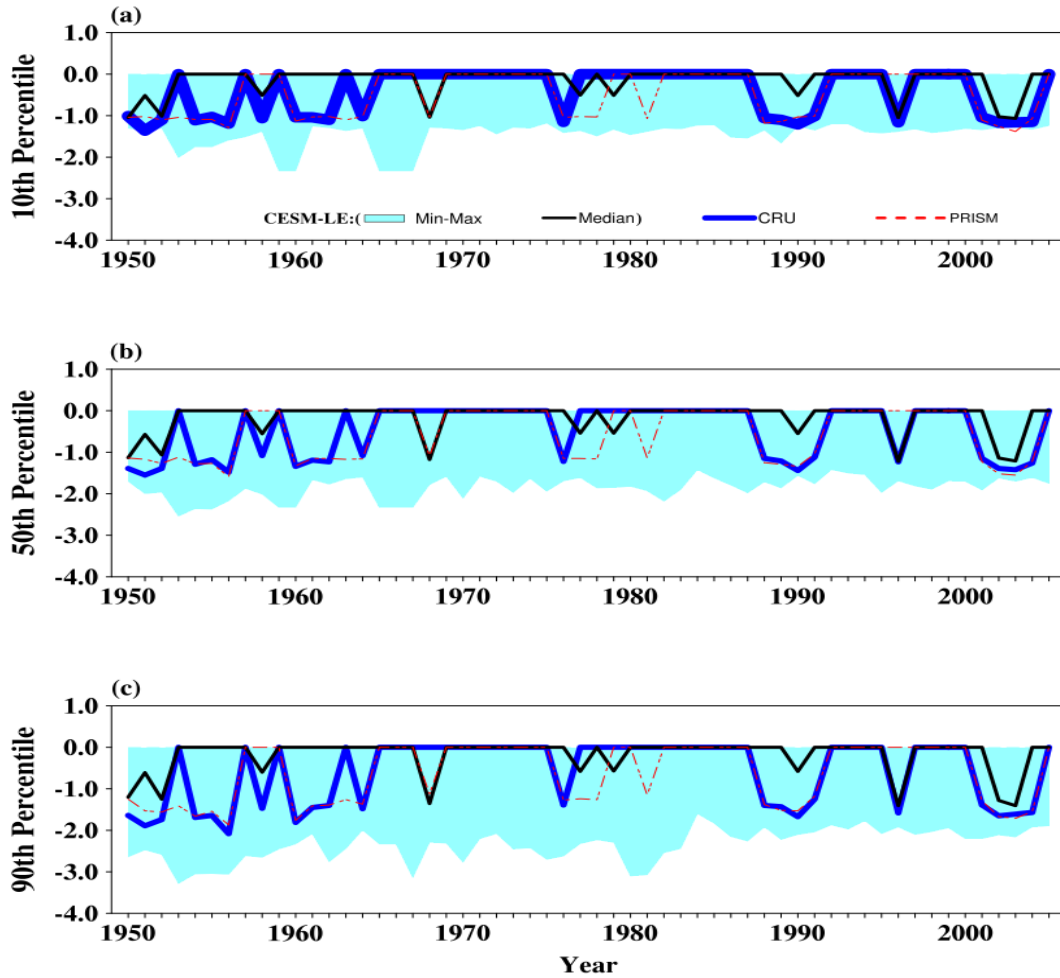 (a)
1.0
0.0
-1.0
-2.0
-3.0
-4.0
10th Percentile
CESM-LE:( Min-Max Median) CRU PRISM
1950 1960 1970 1980 1990 2000
(b)
1.0
0.0
-1.0
-2.0
-3.0
-4.0
50th Percentile
1950 1960 1970 1980 1990 2000
(c)
1.0
0.0
-1.0
-2.0
-3.0
-4.0
90th Percentile
1950 1960 1970 1980 1990 2000
Year